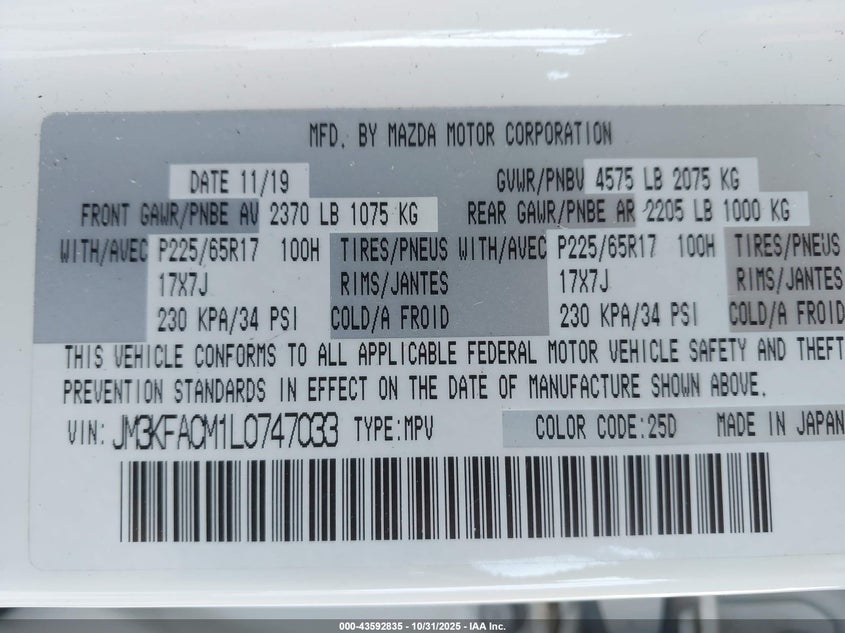 MFD. BY MAZDA MOTOR CORPORATION
DATE 11/19 GVWR/PNBV 4575 LB 2075 KG
FRONT GAWR/PNBE AV 2370 LB 1075 KG REAR GAWR/PNBE AR 2205 LB 1000 KG
WITH/AVEC P225/65R17 100H TIRES/PNEUS WITH/AVEC P225/65R17 100H TIRES/PNEUS
17X7J RIMS/JANTES 17X7J RIMS/JANTES
230 KPA/34 PSI COLD/A FROID 230 KPA/34 PSI COLD/A FROID
THIS VEHICLE CONFORMS TO ALL APPLICABLE FEDERAL MOTOR VEHICLE SAFETY AND THEFT
PREVENTION STANDARDS IN EFFECT ON THE DATE OF MANUFACTURE SHOWN ABOVE.
VIN: JM3KFACM1L0747033 TYPE:MPV COLOR CODE:25D MADE IN JAPAN
000-43592835 - 10/31/2025 - IAA Inc.